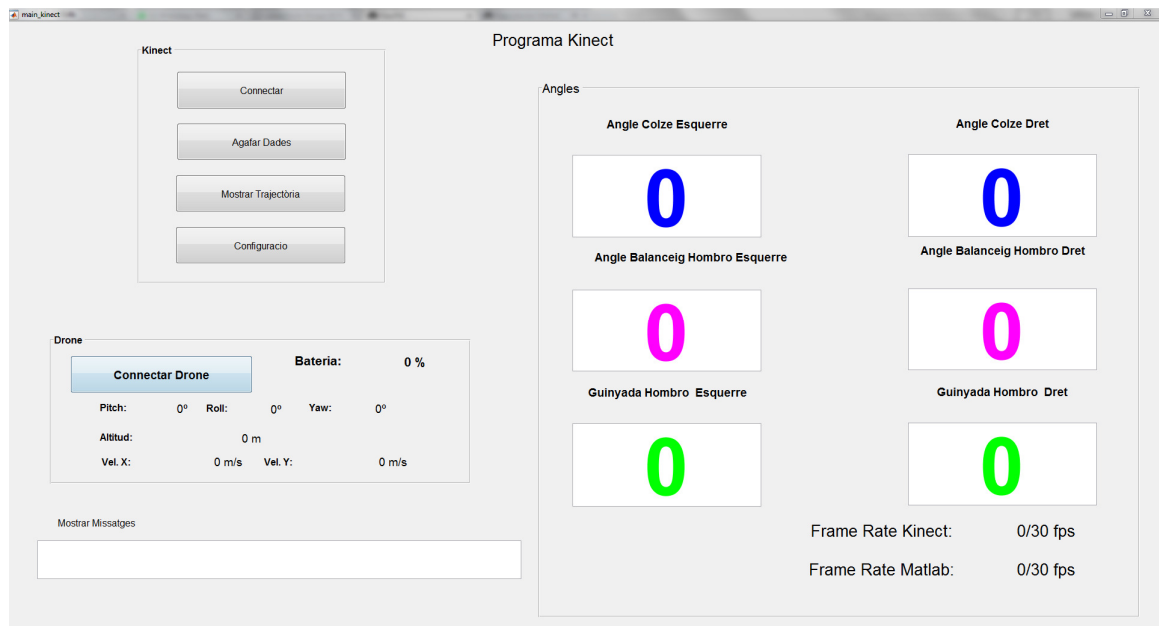 main_kinect
Programa Kinect
Kinect
Connectar
Agafar Dades
Mostrar Trajectòria
Configuracio
Drone
Connectar Drone
Bateria: 0 %
Pitch: 0º Roll: 0º Yaw: 0º
Altitud: 0 m
Vel. X: 0 m/s Vel. Y: 0 m/s
Mostrar Missatges
Angles
Angle Colze Esquerre
Angle Colze Dret
0
0
Angle Balanceig Hombro Esquerre
Angle Balanceig Hombro Dret
0
0
Guinyada Hombro Esquerre
Guinyada Hombro Dret
0
0
Frame Rate Kinect: 0/30 fps
Frame Rate Matlab: 0/30 fps